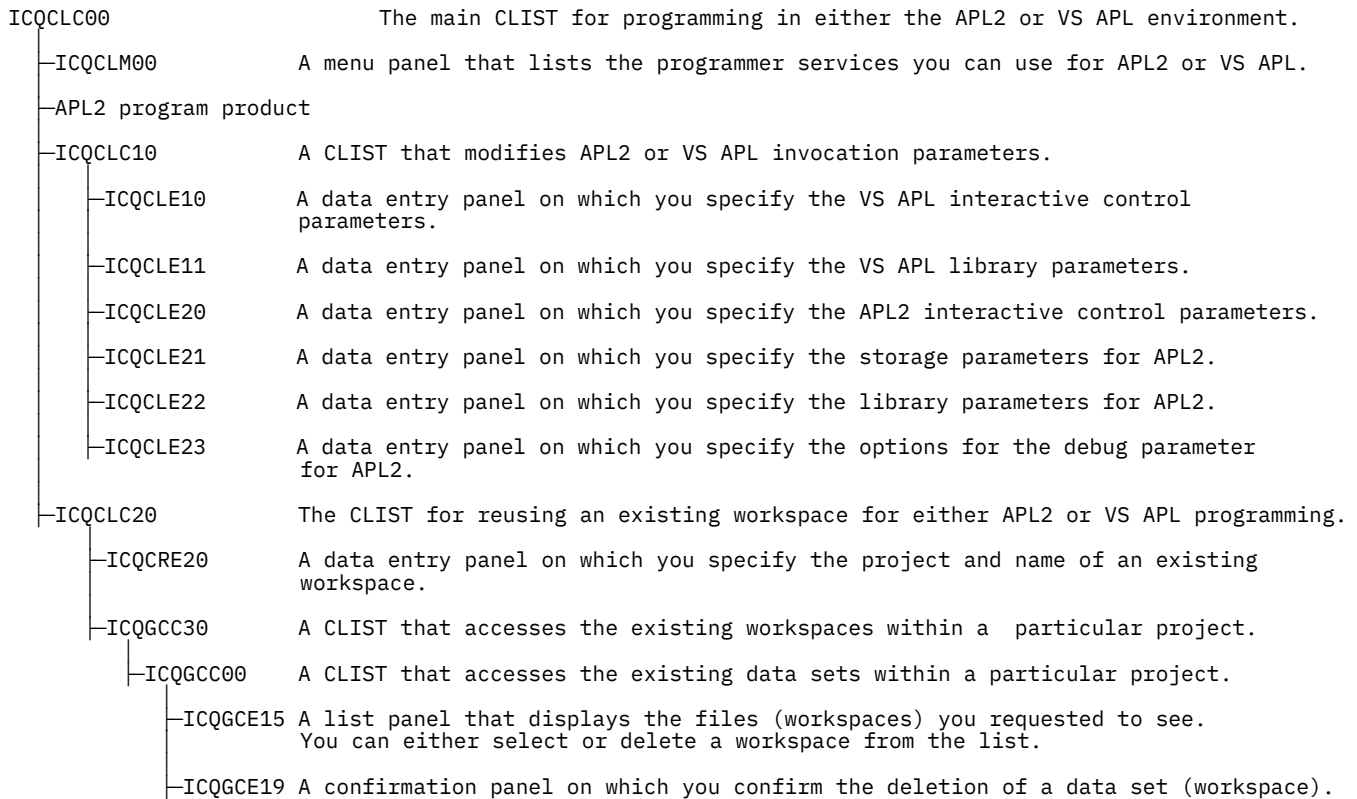 ICQCLC00 The main CLIST for programming in either the APL2 or VS APL environment.
ICQCLM00 A menu panel that lists the programmer services you can use for APL2 or VS APL.
APL2 program product
ICQCLC10 A CLIST that modifies APL2 or VS APL invocation parameters.
ICQCLE10 A data entry panel on which you specify the VS APL interactive control
parameters.
ICQCLE11 A data entry panel on which you specify the VS APL library parameters.
ICQCLE20 A data entry panel on which you specify the APL2 interactive control parameters.
ICQCLE21 A data entry panel on which you specify the storage parameters for APL2.
ICQCLE22 A data entry panel on which you specify the library parameters for APL2.
ICQCLE23 A data entry panel on which you specify the options for the debug parameter
for APL2.
ICQCLC20 The CLIST for reusing an existing workspace for either APL2 or VS APL programming.
ICQCRE20 A data entry panel on which you specify the project and name of an existing
workspace.
ICQGCC30 A CLIST that accesses the existing workspaces within a  particular project.
ICQGCC00 A CLIST that accesses the existing data sets within a particular project.
ICQGCE15 A list panel that displays the files (workspaces) you requested to see.
You can either select or delete a workspace from the list.
ICQGCE19 A confirmation panel on which you confirm the deletion of a data set (workspace).